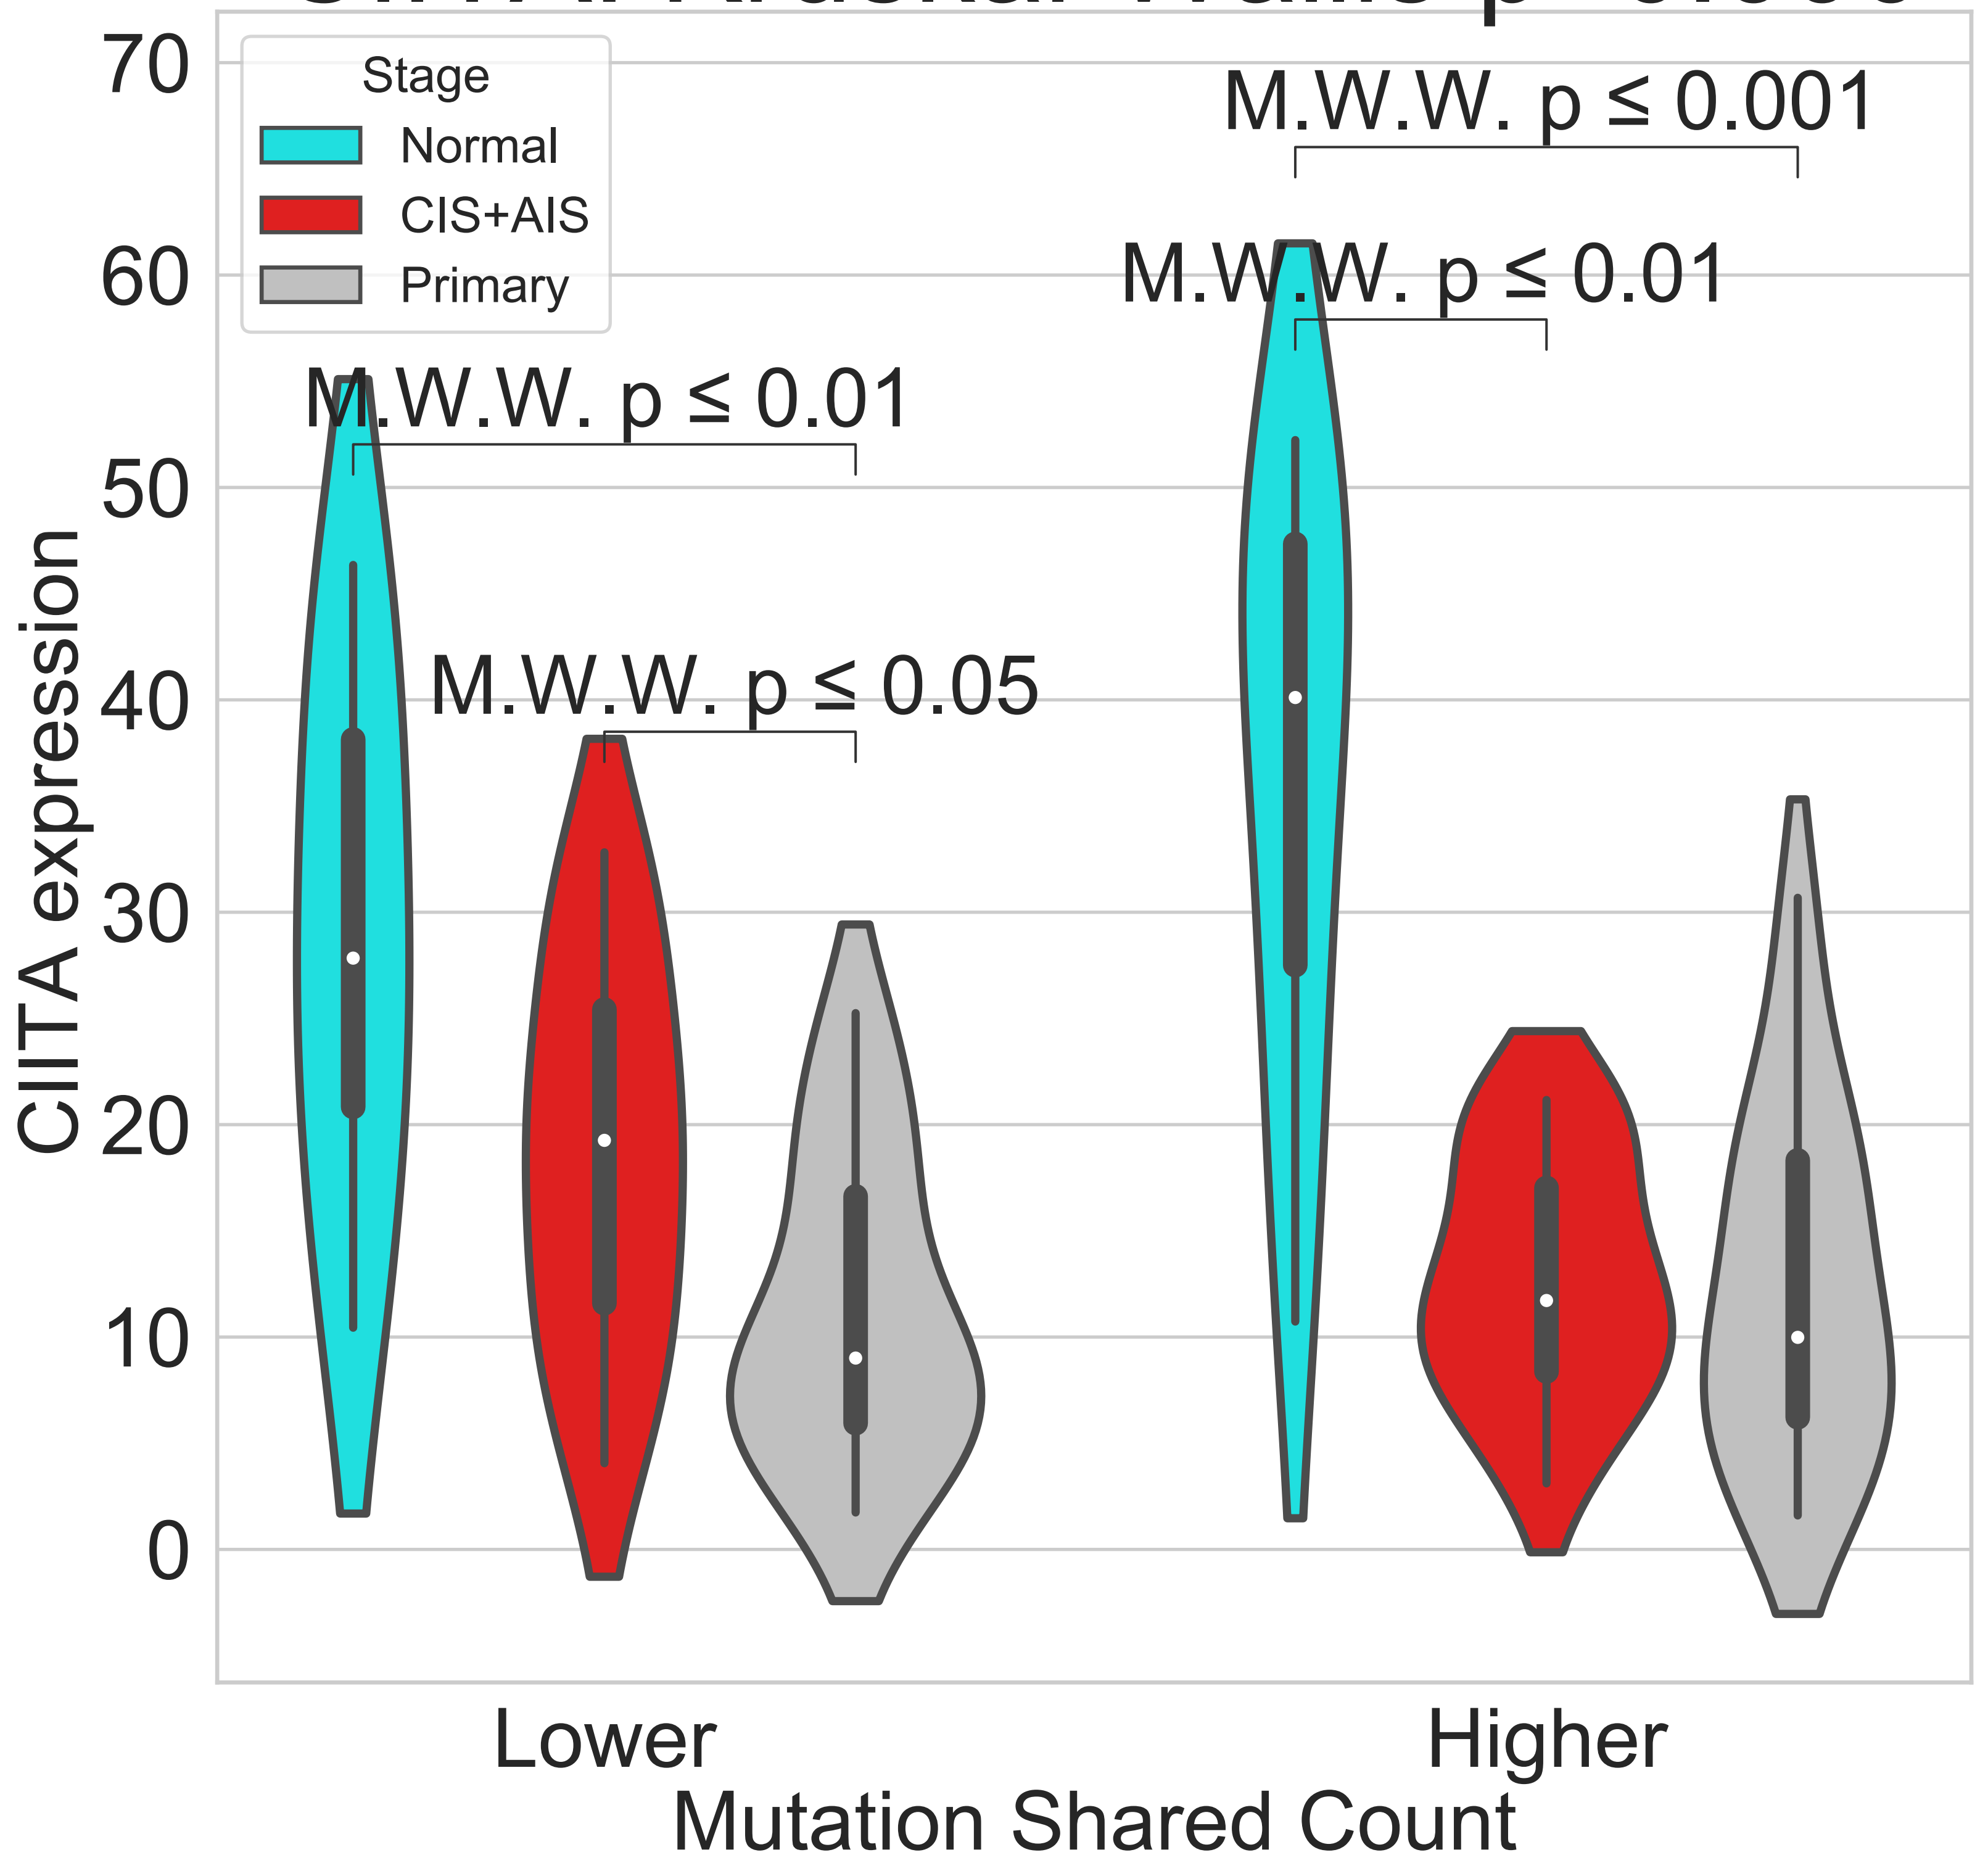 70
60
50
40
30
20
10
0
CIITA expression
Stage
Normal
CIS+AIS
Primary
M.W.W. p ≤ 0.001
M.W.W. p ≤ 0.01
M.W.W. p ≤ 0.01
M.W.W. p ≤ 0.05
Lower
Higher
Mutation Shared Count